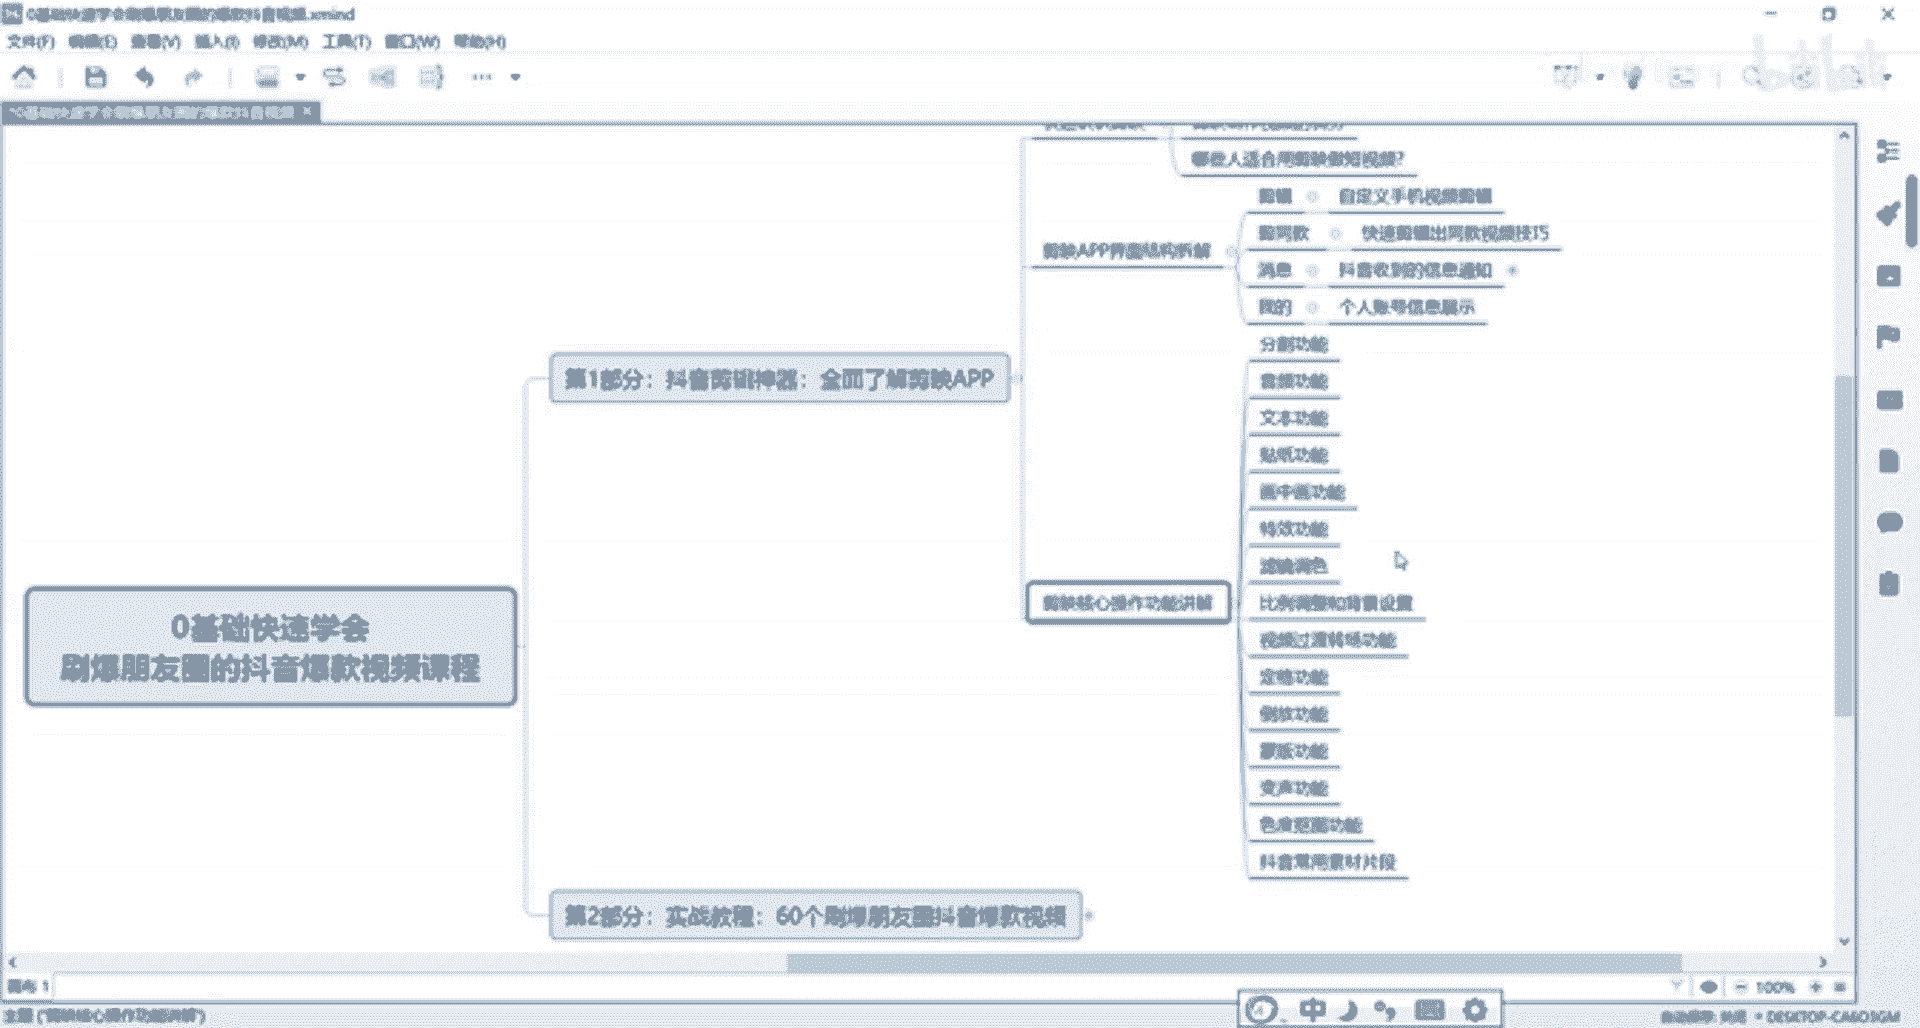 0基础快速学会刷爆朋友圈的爆款抖音视频.xmind
文件(F) 编辑(E) 查看(V) 插入(I) 修改(M) 工具(T) 窗口(W) 帮助(H)
哪些人适合用剪映做短视频?
剪辑
自定义手机视频剪辑
剪同款
快速剪辑出同款视频技巧
剪映APP界面结构拆解
消息
抖音收到的信息通知
我的
个人账号信息展示
分割功能
第1部分：抖音剪辑神器：全面了解剪映APP
音频功能
文本功能
贴纸功能
画中画功能
特效功能
滤镜调色
剪映核心操作功能讲解
比例调整和背景设置
0基础快速学会
刷爆朋友圈的抖音爆款视频课程
视频过渡转场功能
定格功能
倒放功能
蒙版功能
变声功能
色度抠图功能
抖音常用素材片段
第2部分：实战教程：60个刷爆朋友圈抖音爆款视频
画布 1
100%
中
主题 ("剪映核心操作功能讲解")